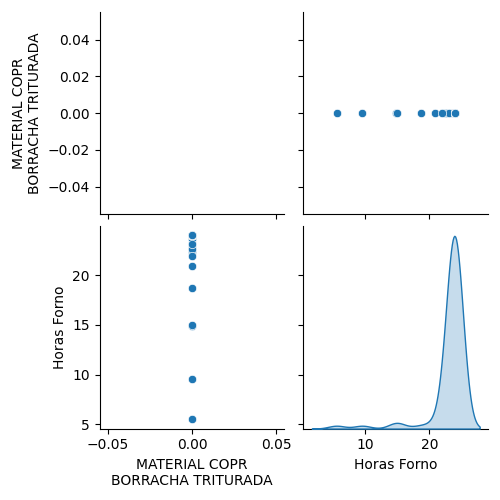 MATERIAL COPR
BORRACHA TRITURADA
0.04
0.02
0.00
−0.02
−0.04
Horas Forno
20
15
10
5
−0.05
0.00
0.05
MATERIAL COPR
BORRACHA TRITURADA
10
20
Horas Forno